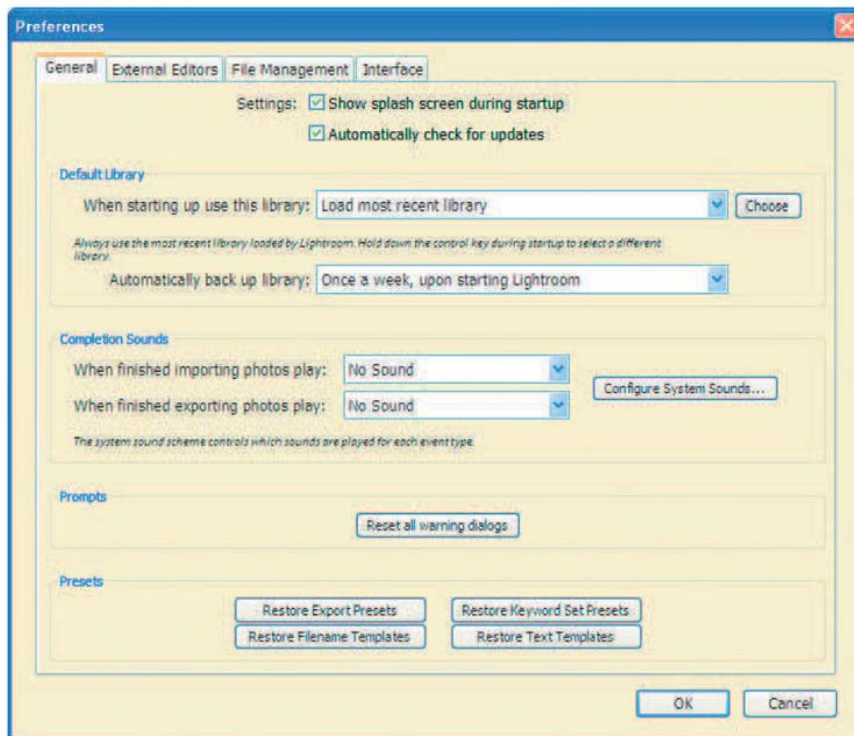 Preferences
General External Editors File Management Interface
Settings: Show splash screen during startup
Automatically check for updates
Default Library
When starting up use this library: Load most recent library Choose
Always use the most recent library loaded by Lightroom. Hold down the control key during startup to select a different
library.
Automatically back up library: Once a week, upon starting Lightroom
Completion Sounds
When finished importing photos play: No Sound
Configure System Sounds...
When finished exporting photos play: No Sound
The system sound scheme controls which sounds are played for each event type.
Prompts
Reset all warning dialogs
Presets
Restore Export Presets Restore Keyword Set Presets
Restore Filename Templates Restore Text Templates
OK Cancel